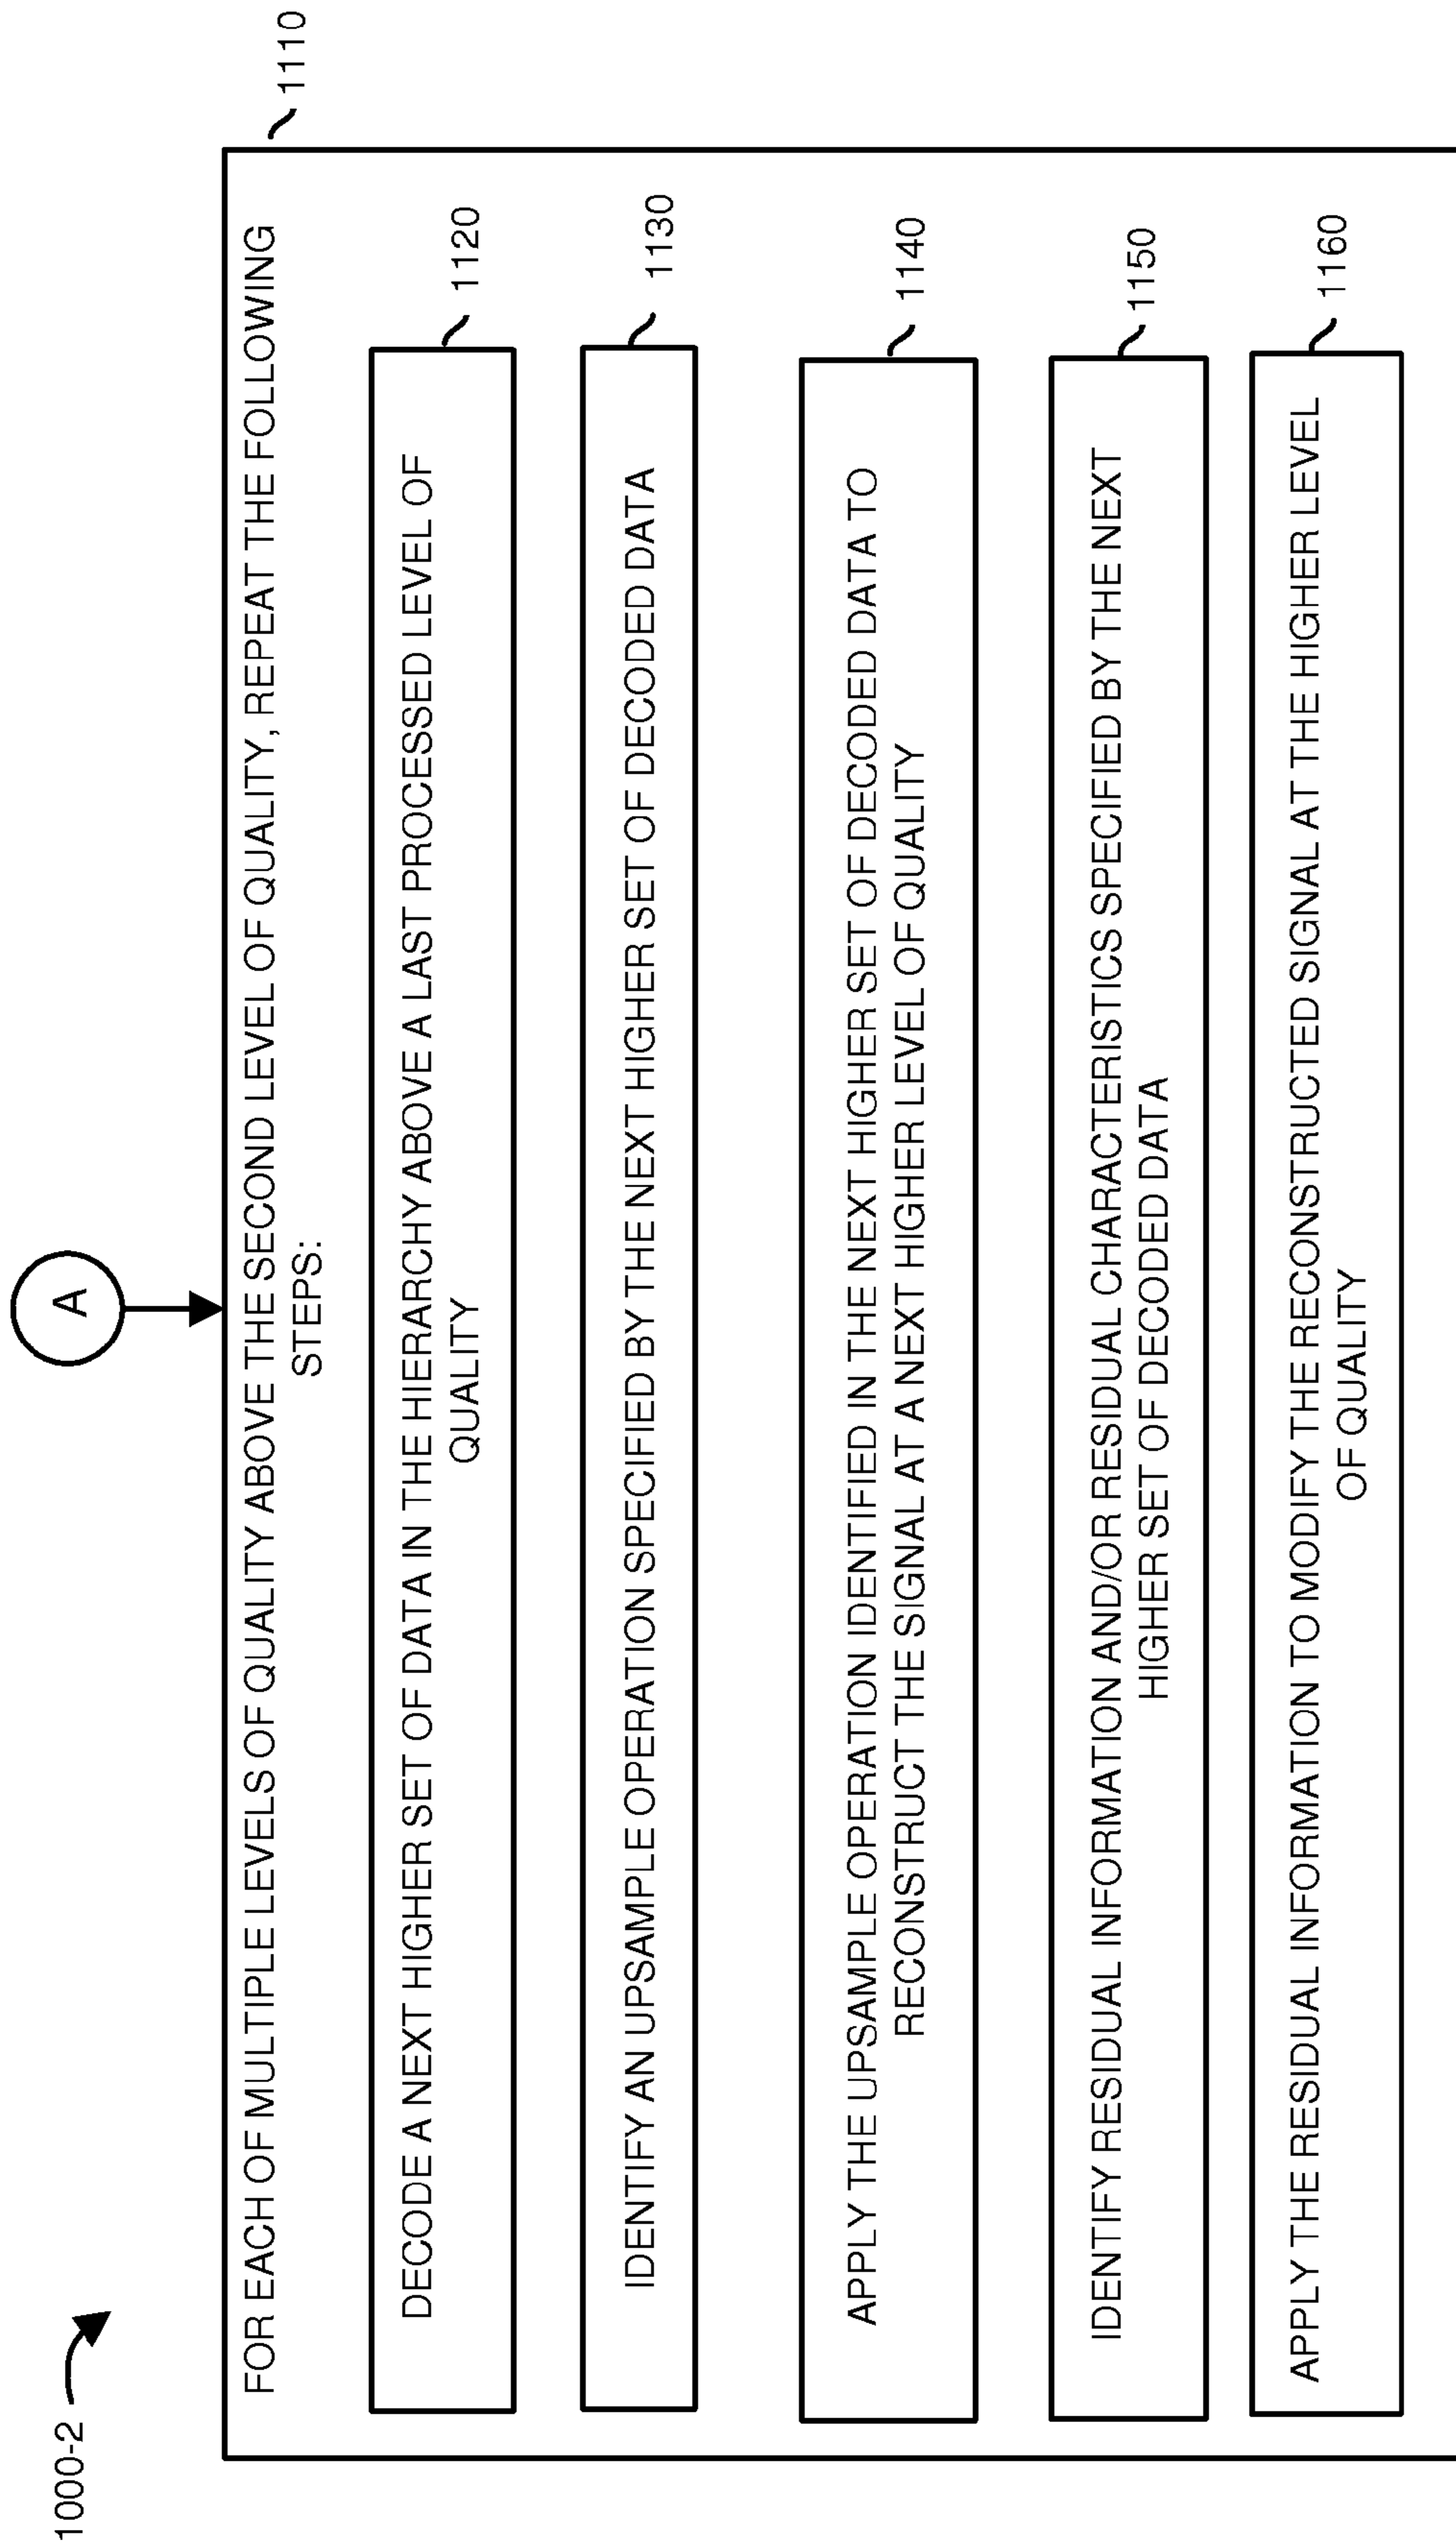 1000-2
A
1110
FOR EACH OF MULTIPLE LEVELS OF QUALITY ABOVE THE SECOND LEVEL OF QUALITY, REPEAT THE FOLLOWING
STEPS:
DECODE A NEXT HIGHER SET OF DATA IN THE HIERARCHY ABOVE A LAST PROCESSED LEVEL OF
QUALITY
1120
IDENTIFY AN UPSAMPLE OPERATION SPECIFIED BY THE NEXT HIGHER SET OF DECODED DATA
1130
APPLY THE UPSAMPLE OPERATION IDENTIFIED IN THE NEXT HIGHER SET OF DECODED DATA TO
RECONSTRUCT THE SIGNAL AT A NEXT HIGHER LEVEL OF QUALITY
1140
IDENTIFY RESIDUAL INFORMATION AND/OR RESIDUAL CHARACTERISTICS SPECIFIED BY THE NEXT
HIGHER SET OF DECODED DATA
1150
APPLY THE RESIDUAL INFORMATION TO MODIFY THE RECONSTRUCTED SIGNAL AT THE HIGHER LEVEL
OF QUALITY
1160